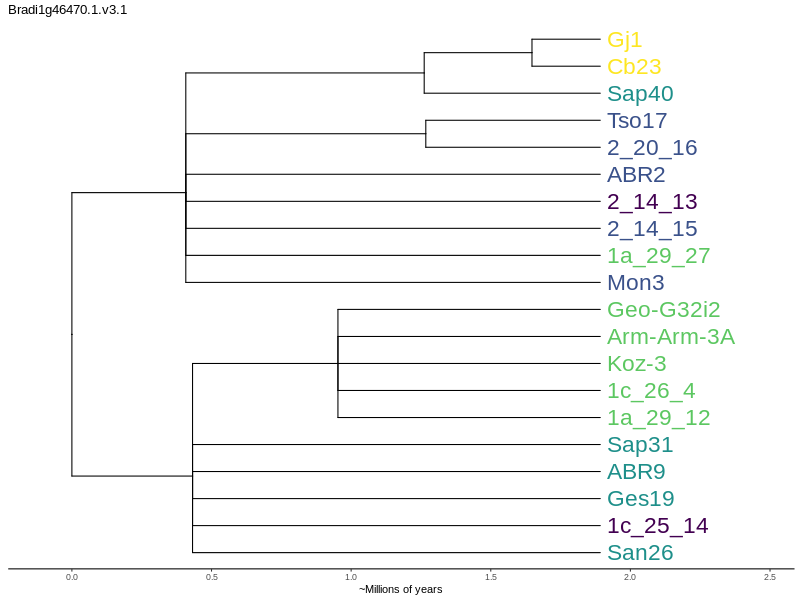 Bradi1g46470.1.v3.1
Gj1
Cb23
Sap40
Tso17
2_20_16
ABR2
2_14_13
2_14_15
1a_29_27
Mon3
Geo-G32i2
Arm-Arm-3A
Koz-3
1c_26_4
1a_29_12
Sap31
ABR9
Ges19
1c_25_14
San26
0.0 0.5 1.0 1.5 2.0 2.5
~Millions of years